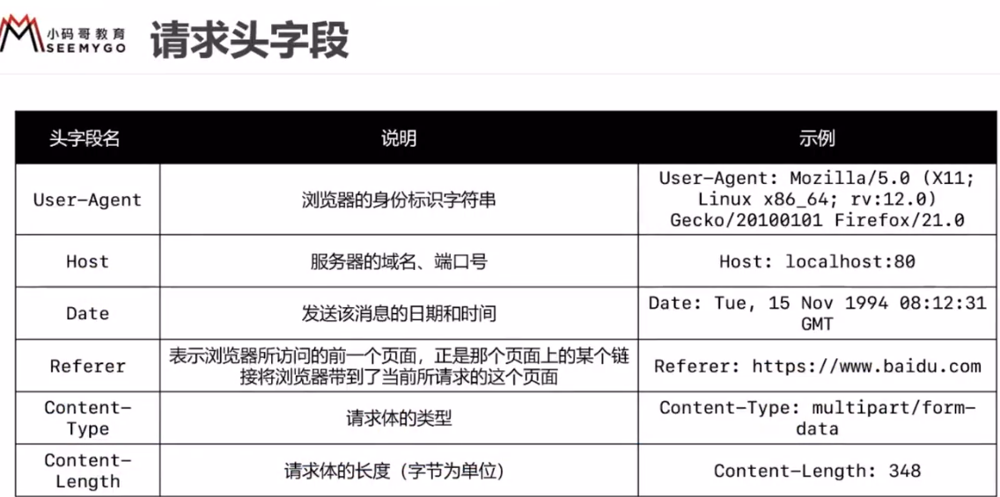 小码哥教育
SEEMYGO
请求头字段
头字段名 说明 示例
User-Agent 浏览器的身份标识字符串 User-Agent: Mozilla/5.0 (X11;
Linux x86_64; rv:12.0)
Gecko/20100101 Firefox/21.0
Host 服务器的域名、端口号 Host: localhost:80
Date 发送该消息的日期和时间 Date: Tue, 15 Nov 1994 08:12:31
GMT
Referer 表示浏览器所访问的前一个页面，正是那个页面上的某个链
接将浏览器带到了当前所请求的这个页面 Referer: https://www.baidu.com
Content-
Type 请求体的类型 Content-Type: multipart/form-
data
Content-
Length 请求体的长度（字节为单位） Content-Length: 348